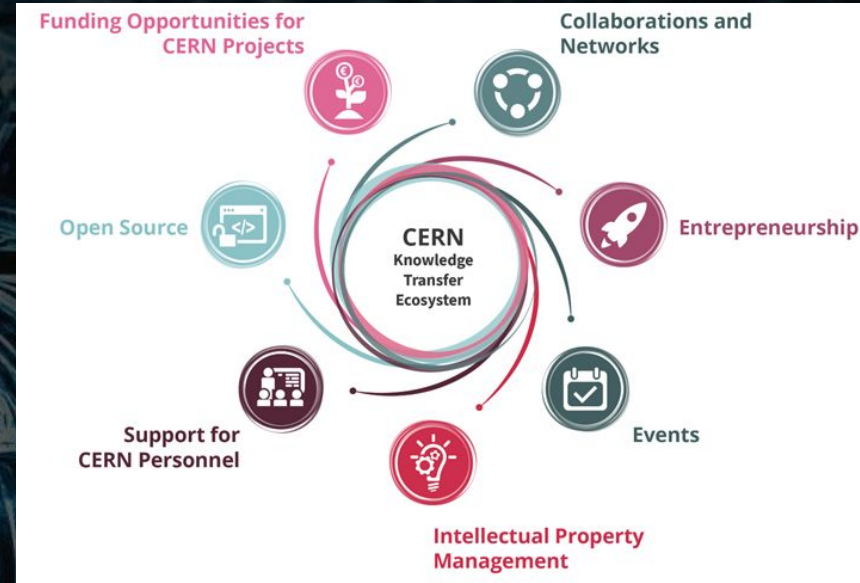 Funding Opportunities for
CERN Projects
Collaborations and
Networks
Open Source
</>
CERN
Knowledge
Transfer
Ecosystem
Entrepreneurship
Support for
CERN Personnel
Events
Intellectual Property
Management